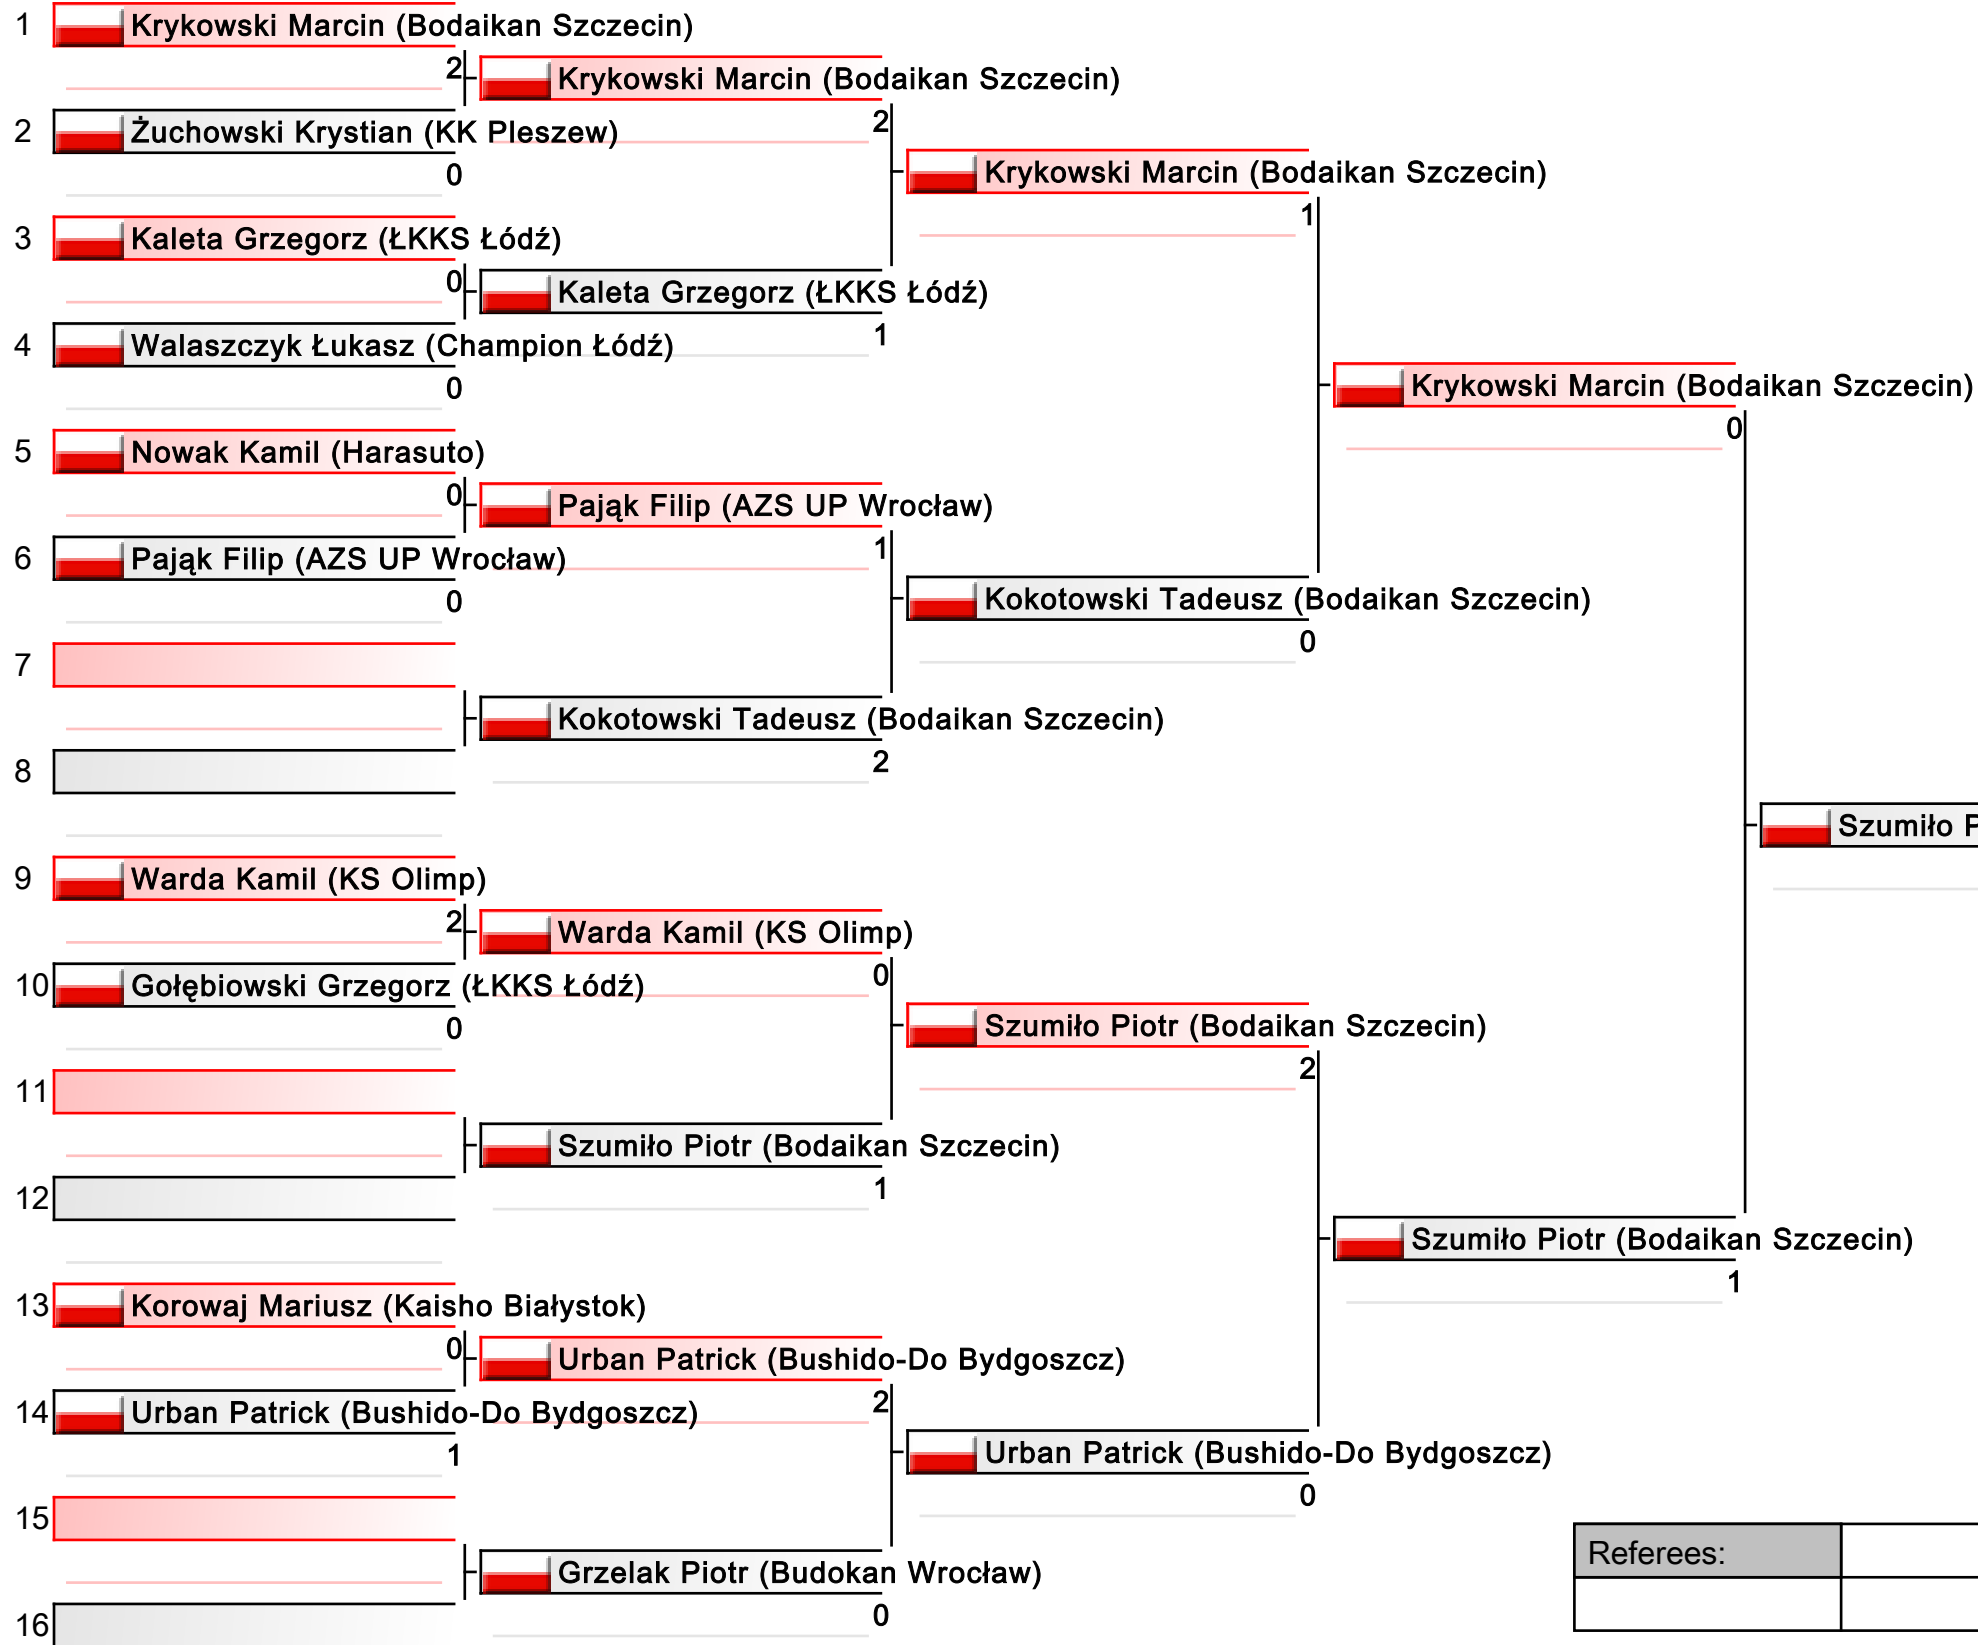 1 Krykowski Marcin (Bodaikan Szczecin)
2 Krykowski Marcin (Bodaikan Szczecin)
2 Żuchowski Krystian (KK Pleszew)
2
0
Krykowski Marcin (Bodaikan Szczecin)
1
3 Kaleta Grzegorz (ŁKKS Łódź)
0 Kaleta Grzegorz (ŁKKS Łódź)
1
4 Walaszczyk Łukasz (Champion Łódź)
0
Krykowski Marcin (Bodaikan Szczecin)
0
5 Nowak Kamil (Harasuto)
0 Pająk Filip (AZS UP Wrocław)
1
6 Pająk Filip (AZS UP Wrocław)
0
Kokotowski Tadeusz (Bodaikan Szczecin)
0
7
Kokotowski Tadeusz (Bodaikan Szczecin)
2
8
Szumiło P
9 Warda Kamil (KS Olimp)
2 Warda Kamil (KS Olimp)
0
10 Gołębiowski Grzegorz (ŁKKS Łódź)
0
Szumiło Piotr (Bodaikan Szczecin)
2
11
Szumiło Piotr (Bodaikan Szczecin)
1
12
Szumiło Piotr (Bodaikan Szczecin)
1
13 Korowaj Mariusz (Kaisho Białystok)
0 Urban Patrick (Bushido-Do Bydgoszcz)
2
14 Urban Patrick (Bushido-Do Bydgoszcz)
1
Urban Patrick (Bushido-Do Bydgoszcz)
0
15
Grzelak Piotr (Budokan Wrocław)
0
16
Referees: